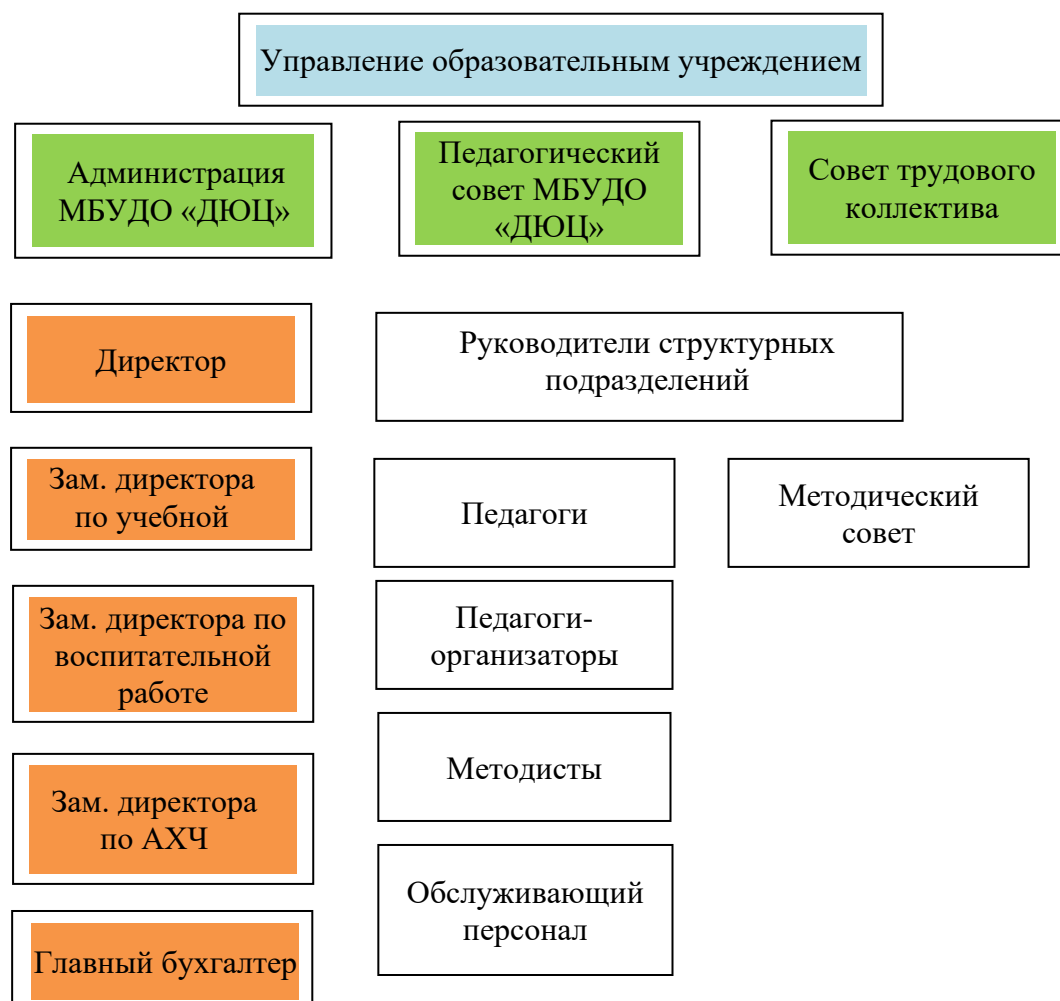 Управление образовательным учреждением
Администрация
МБУДО «ДЮЦ»
Педагогический
совет МБУДО
«ДЮЦ»
Совет трудового
коллектива
Директор
Руководители структурных
подразделений
Зам. директора
по учебной
Педагоги
Методический
совет
Зам. директора по
воспитательной
работе
Педагоги-
организаторы
Методисты
Зам. директора
по АХЧ
Обслуживающий
персонал
Главный бухгалтер